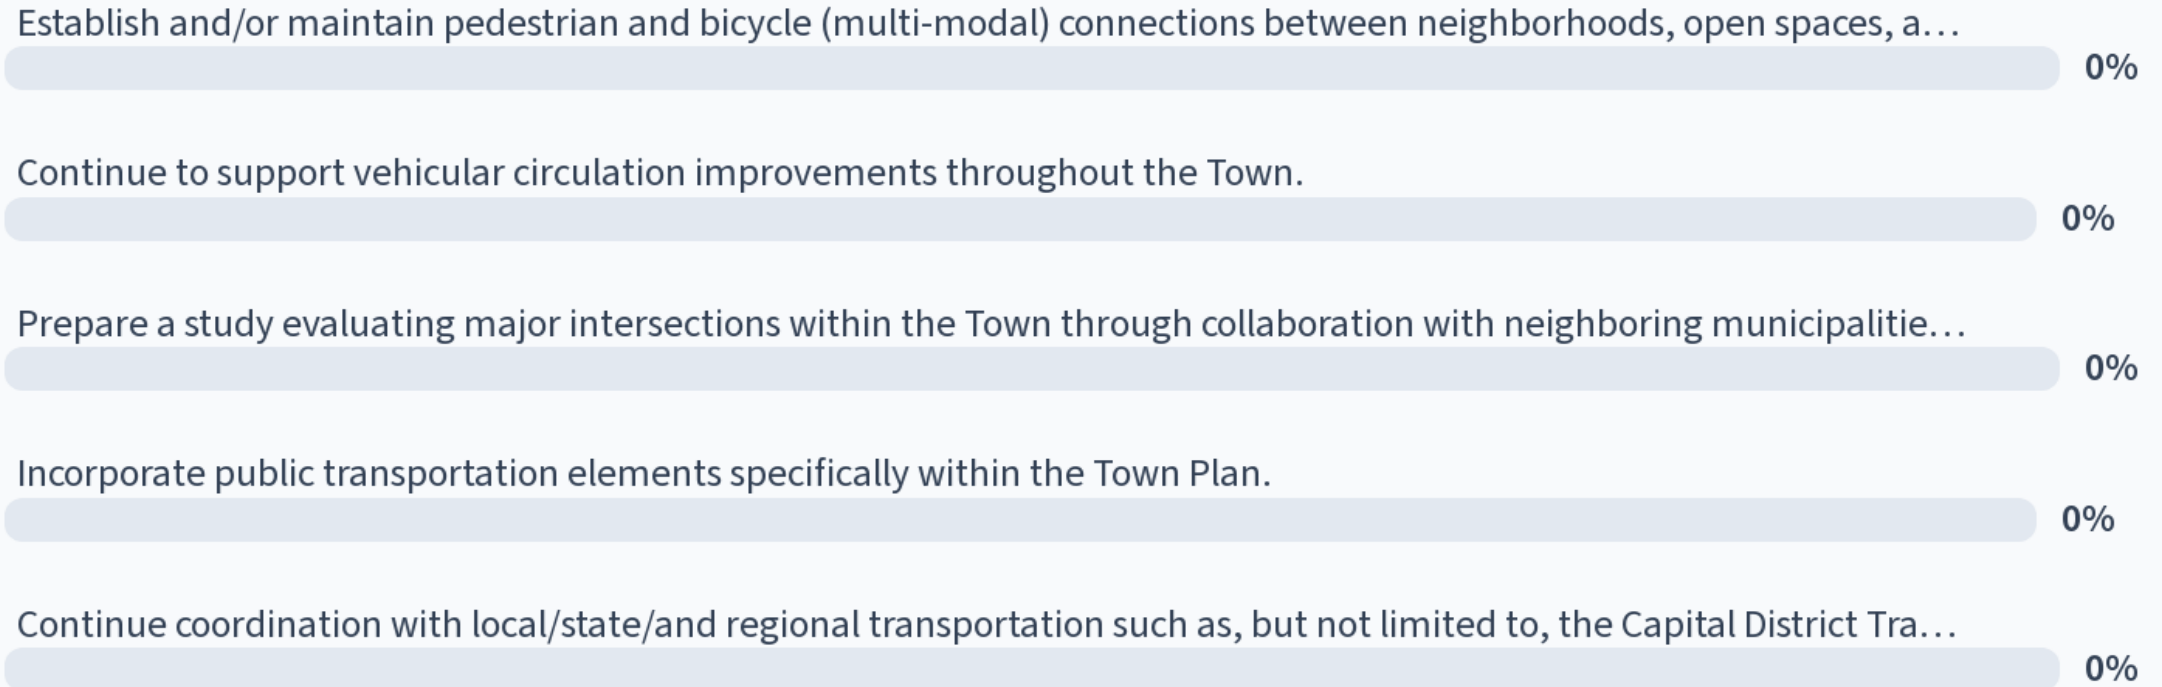 Establish and/or maintain pedestrian and bicycle (multi-modal) connections between neighborhoods, open spaces, a…
0%
Continue to support vehicular circulation improvements throughout the Town.
0%
Prepare a study evaluating major intersections within the Town through collaboration with neighboring municipalitie…
0%
Incorporate public transportation elements specifically within the Town Plan.
0%
Continue coordination with local/state/and regional transportation such as, but not limited to, the Capital District Tra…
0%